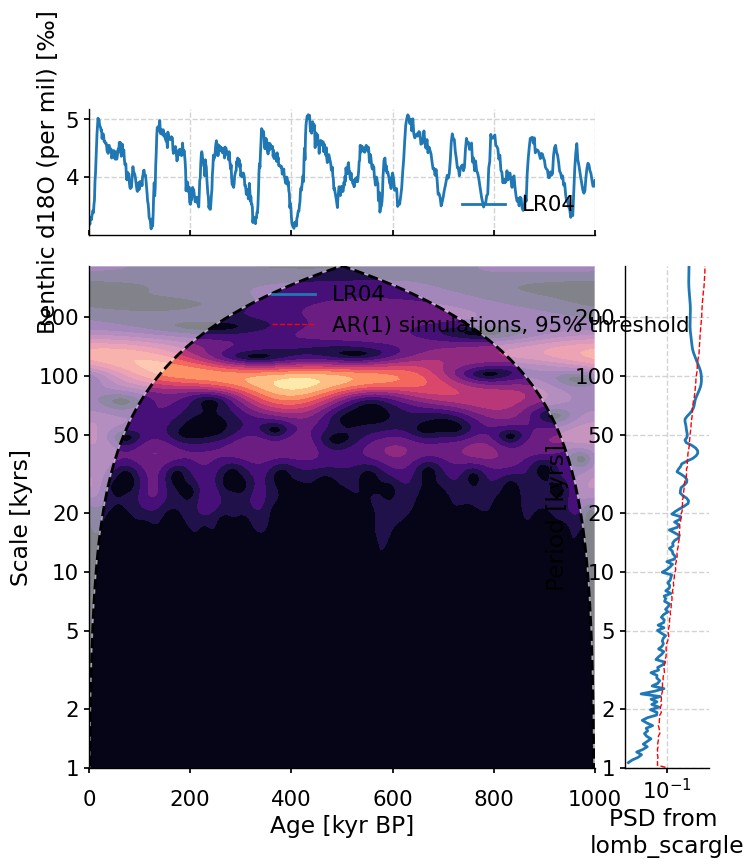 Benthic d18O (per mil) [‰]
5
4
LR04
LR04
AR(1) simulations, 95% threshold
Scale [kyrs]
200
100
50
20
10
5
2
1
0
200
400
600
800
1000
Age [kyr BP]
Period [kyrs]
200
100
50
20
10
5
2
1
10⁻¹
PSD from
lomb_scargle